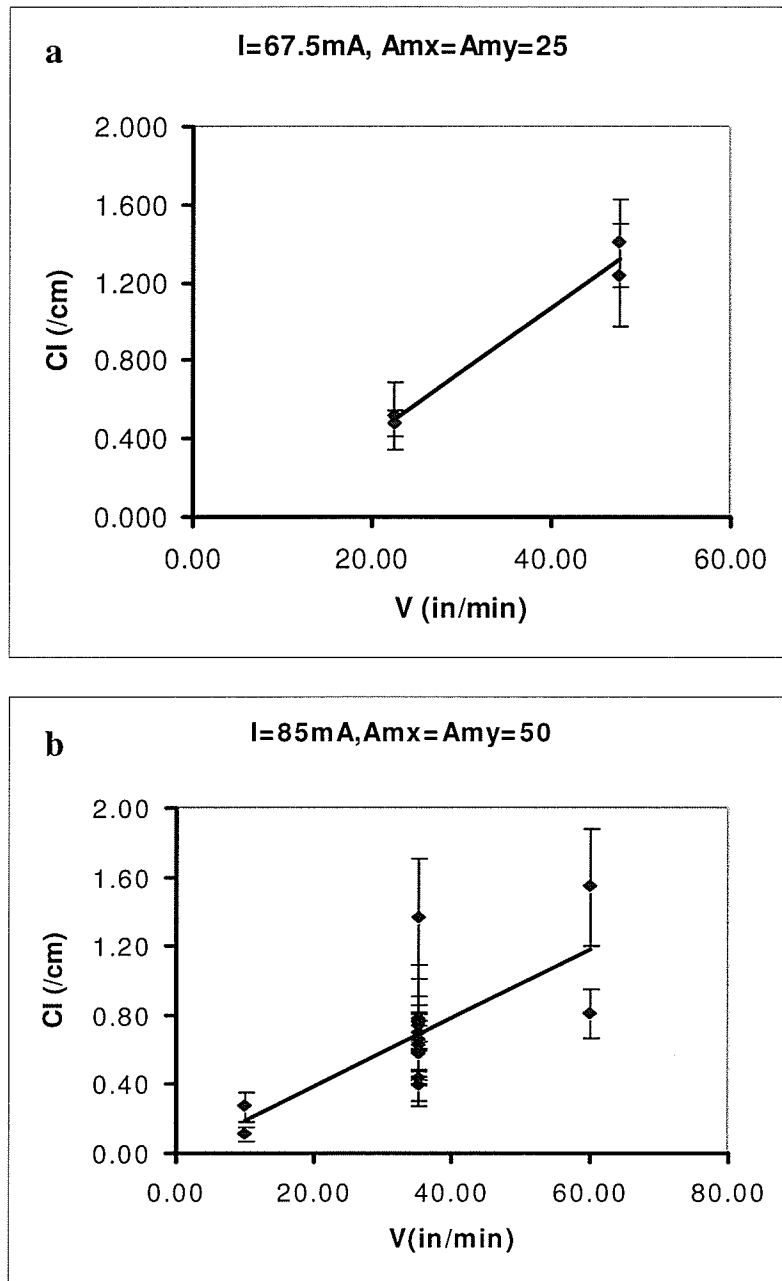 a
I=67.5mA, Amx=Amy=25
2.000
1.600
1.200
0.800
0.400
0.000
CI (/cm)
0.00 20.00 40.00 60.00
V (in/min)
b
I=85mA,Amx=Amy=50
2.00
1.60
1.20
0.80
0.40
0.00
CI (/cm)
0.00 20.00 40.00 60.00 80.00
V(in/min)